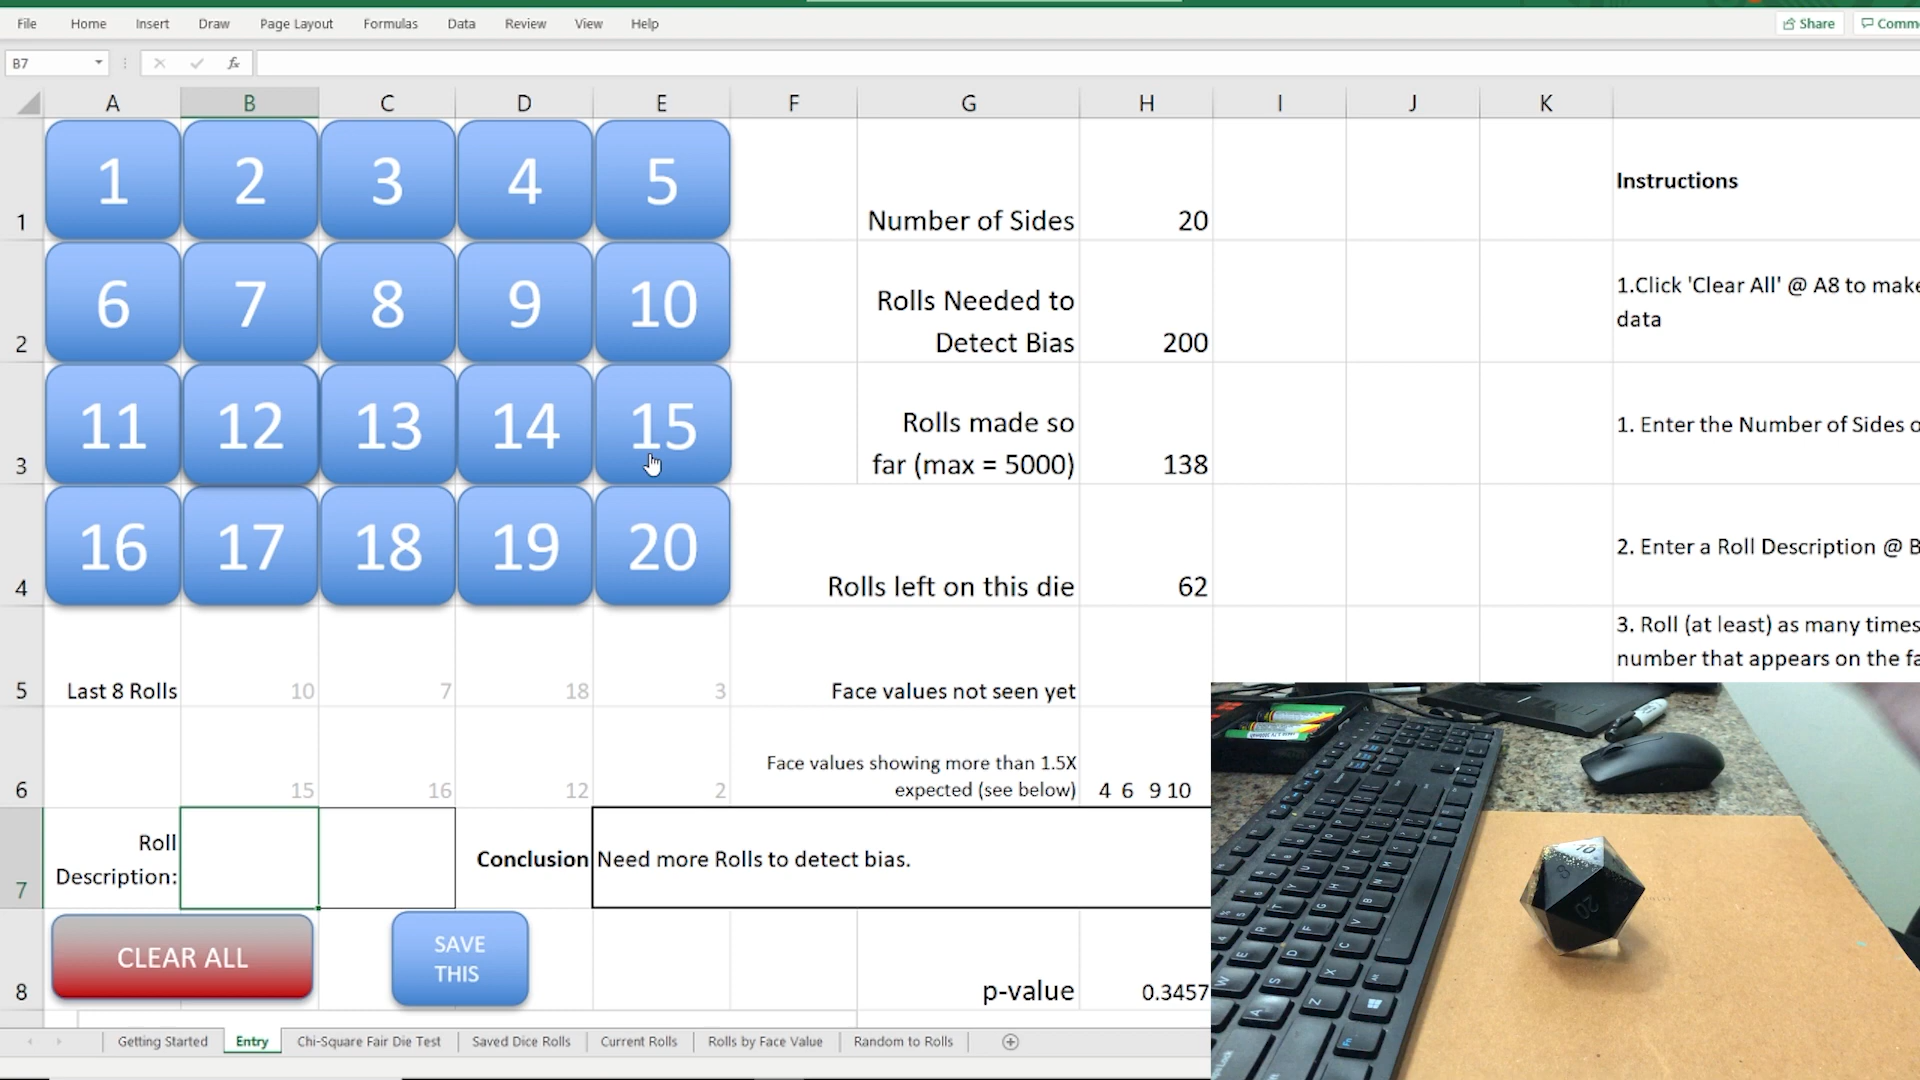 File Home Insert Draw Page Layout Formulas Data Review View Help Share
B7 fx
A B C D E F G H I J K
1 2 3 4 5
6 7 8 9 10
11 12 13 14 15
16 17 18 19 20
1 Number of Sides 20
Instructions
2 Rolls Needed to
Detect Bias 200
1.Click 'Clear All' @ A8 to make
data
3 Rolls made so
far (max = 5000) 138
1. Enter the Number of Sides
4 Rolls left on this die 62
2. Enter a Roll Description @
3. Roll (at least) as many times
number that appears on the
5 Last 8 Rolls 10 7 18 3 Face values not seen yet
6 15 16 12 2 Face values showing more than 1.5X
expected (see below) 4 6 9 10
7 Roll
Description: Conclusion Need more Rolls to detect bias.
8 CLEAR ALL SAVE
THIS p-value 0.3457
10
20
Getting Started Entry Chi-Square Fair Die Test Saved Dice Rolls Current Rolls Rolls by Face Value Random to Rolls